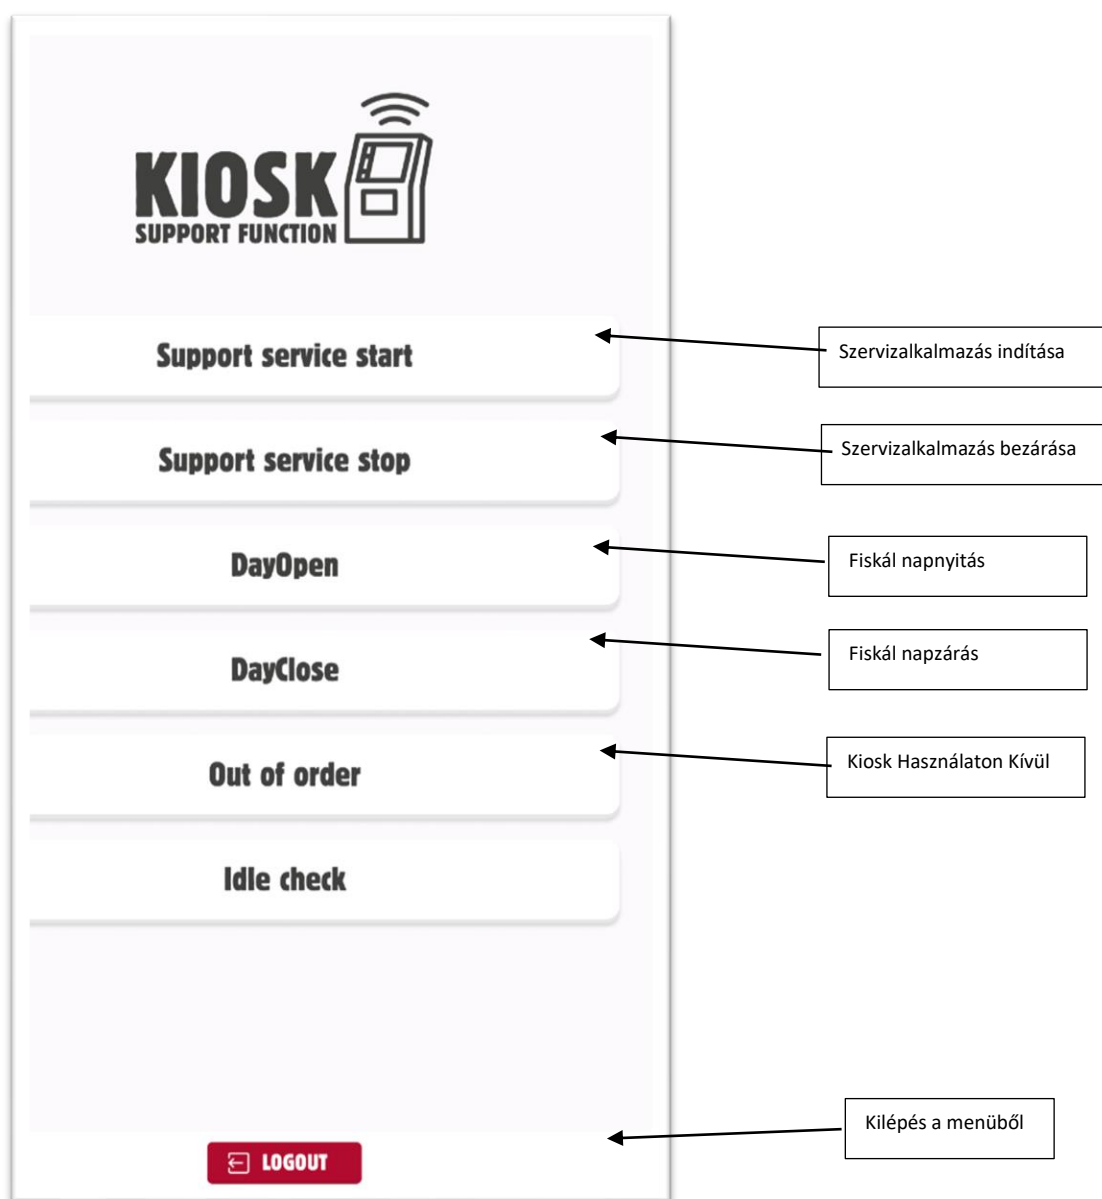 KIOSK
SUPPORT FUNCTION
Support service start
Szervizalkalmazás indítása
Support service stop
Szervizalkalmazás bezárása
DayOpen
Fiskál napnyitás
DayClose
Fiskál napzárás
Out of order
Kiosk Használaton Kívül
Idle check
Kilépés a menüből
LOGOUT